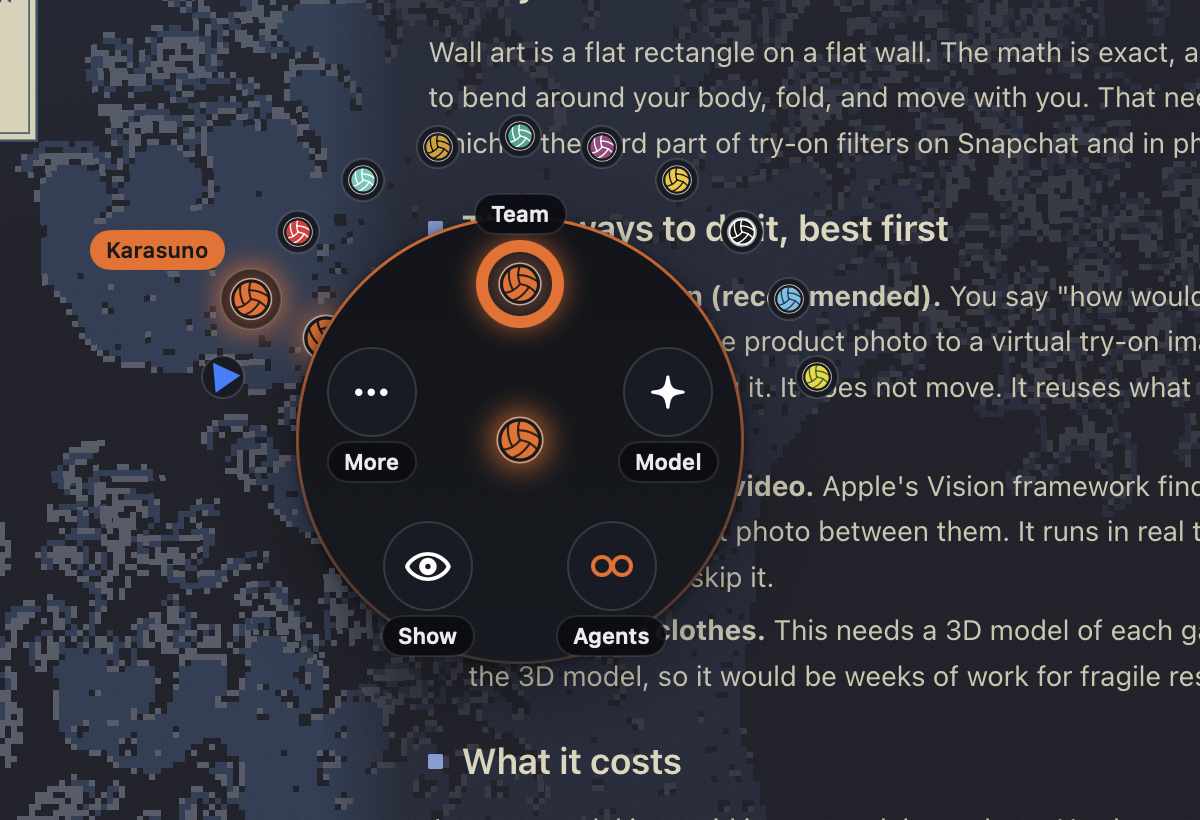 Wall art is a flat rectangle on a flat wall. The math is exact, a
to bend around your body, fold, and move with you. That nee
hich the rd part of try-on filters on Snapchat and in ph
Team
ways to do it, best first
Karasuno
n (recommended). You say "how would
e product photo to a virtual try-on ima
it. It does not move. It reuses what
More
Model
video. Apple's Vision framework find
photo between them. It runs in real t
skip it.
Show
Agents
clothes. This needs a 3D model of each ga
the 3D model, so it would be weeks of work for fragile res
What it costs